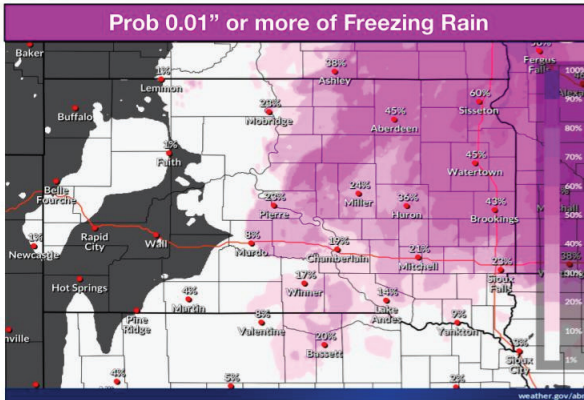 Prob 0.01” or more of Freezing Rain
Baker
1%
Lemmon
38%
Ashley
Fergus
Falls
100%
90%
Buffalo
29%
Mobridge
45%
Aberdeen
60%
Sisseton
80%
1%
Faith
45%
Watertown
70%
60%
Belle
Fourche
23%
Pierre
24%
Miller
36%
Huron
43%
Brookings
50%
1%
Newcastle
Rapid
City
Wall
8%
Murdo
19%
Chamberlain
21%
Mitchell
23%
Sioux
Falls
40%
38%
30%
Hot Springs
4%
Martin
17%
Winner
14%
Lake
Andes
20%
Pine
Ridge
8%
Valentine
20%
Bassett
9%
Yankton
10%
3%
Sioux
City
1%
4%
5%
2%
weather.gov/abr